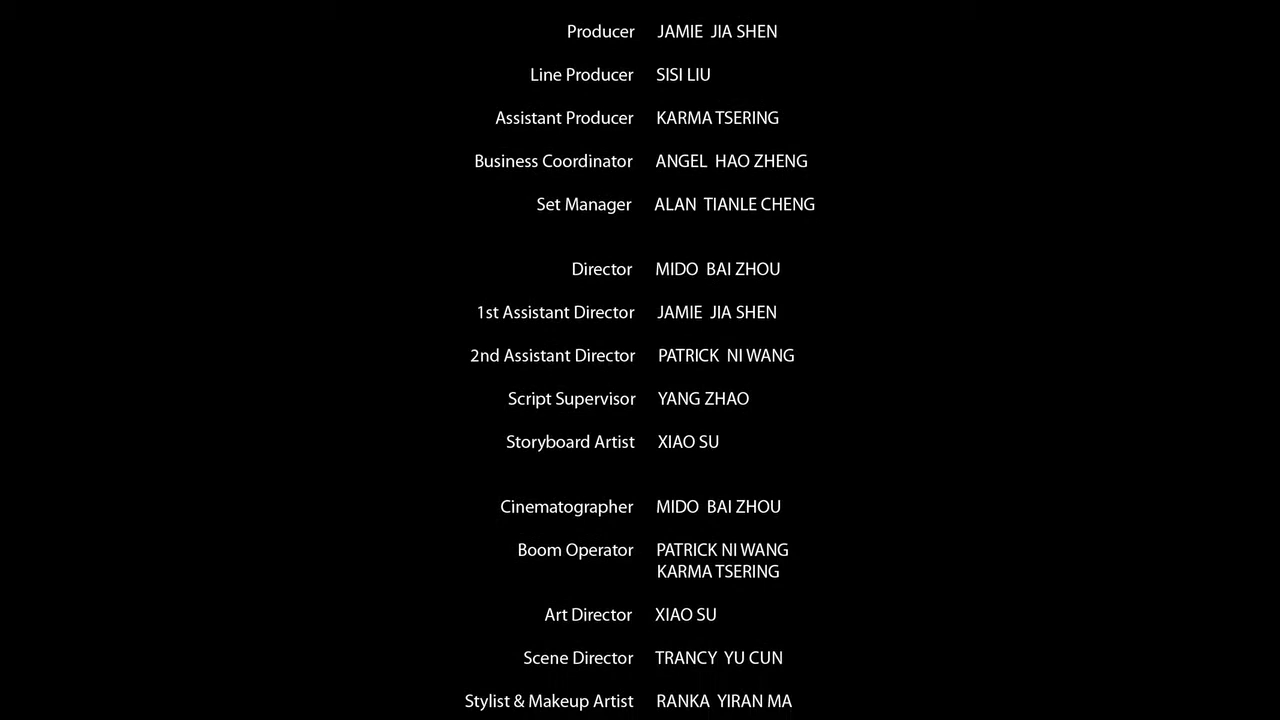 Producer JAMIE JIA SHEN
Line Producer SISI LIU
Assistant Producer KARMA TSERING
Business Coordinator ANGEL HAO ZHENG
Set Manager ALAN TIANLE CHENG
Director MIDO BAI ZHOU
1st Assistant Director JAMIE JIA SHEN
2nd Assistant Director PATRICK NI WANG
Script Supervisor YANG ZHAO
Storyboard Artist XIAO SU
Cinematographer MIDO BAI ZHOU
Boom Operator PATRICK NI WANG
KARMA TSERING
Art Director XIAO SU
Scene Director TRANCY YU CUN
Stylist & Makeup Artist RANKA YIRAN MA